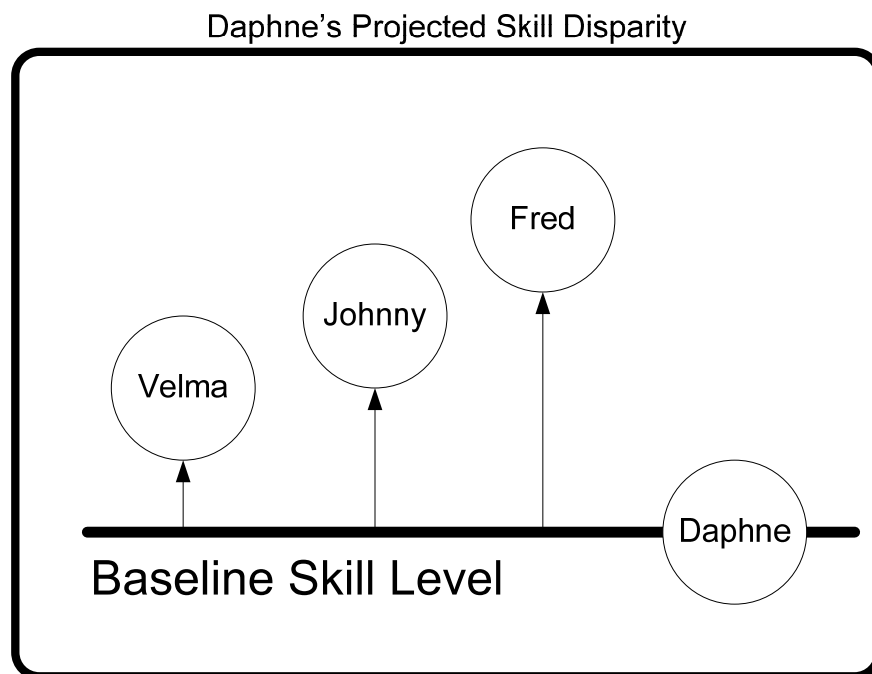 Daphne’s Projected Skill Disparity
Fred
Johnny
Velma
Daphne
Baseline Skill Level